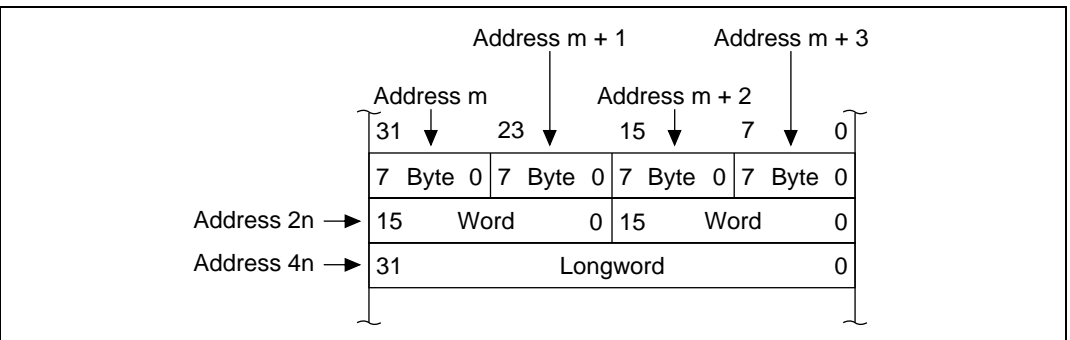 Address m + 1 Address m + 3
Address m Address m + 2
31 23 15 7 0
7 Byte 0 7 Byte 0 7 Byte 0 7 Byte 0
Address 2n 15 Word 0 15 Word 0
Address 4n 31 Longword 0